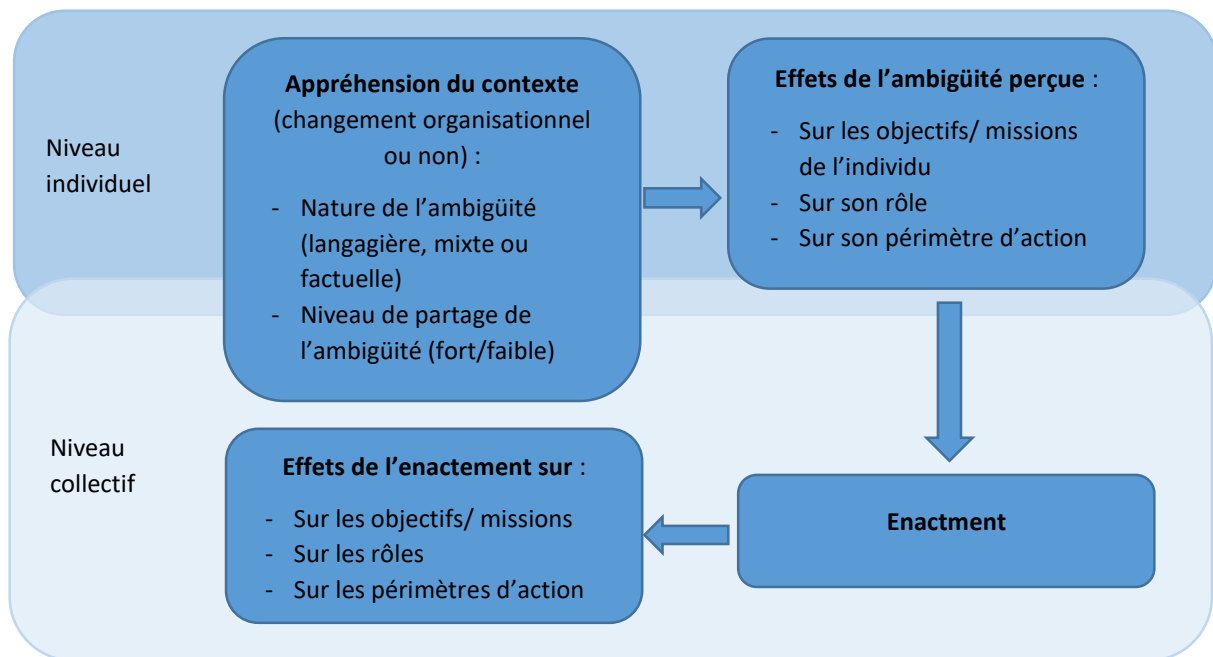 Niveau
individuel
Appréhension du contexte
(changement organisationnel
ou non) :
- Nature de l’ambigüité
(langagière, mixte ou
factuelle)
- Niveau de partage de
l’ambigüité (fort/faible)
Effets de l’ambigüité perçue :
- Sur les objectifs/ missions
de l’individu
- Sur son rôle
- Sur son périmètre d’action
Niveau
collectif
Effets de l’enactement sur :
- Sur les objectifs/ missions
- Sur les rôles
- Sur les périmètres d’action
Enactment